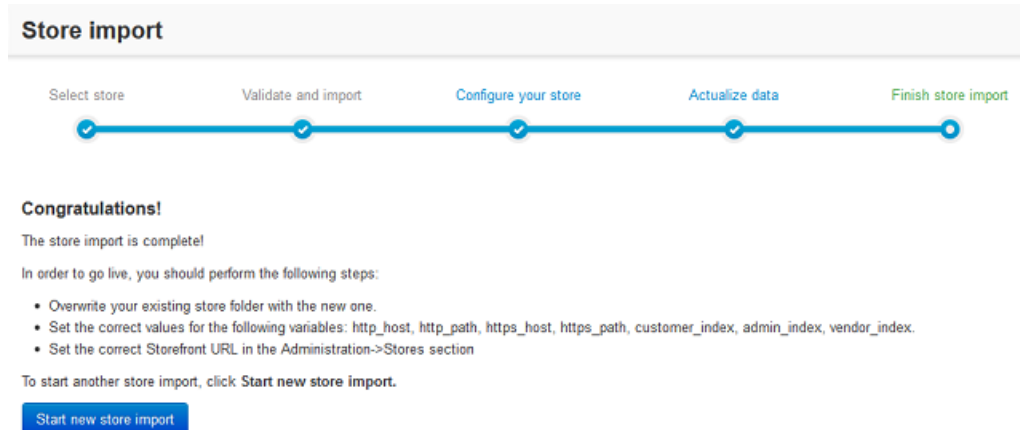 Store import
Select store
Validate and import
Configure your store
Actualize data
Finish store import
Congratulations!
The store import is complete!
In order to go live, you should perform the following steps:
• Overwrite your existing store folder with the new one.
• Set the correct values for the following variables: http_host, http_path, https_host, https_path, customer_index, admin_index, vendor_index.
• Set the correct Storefront URL in the Administration->Stores section
To start another store import, click Start new store import.
Start new store import